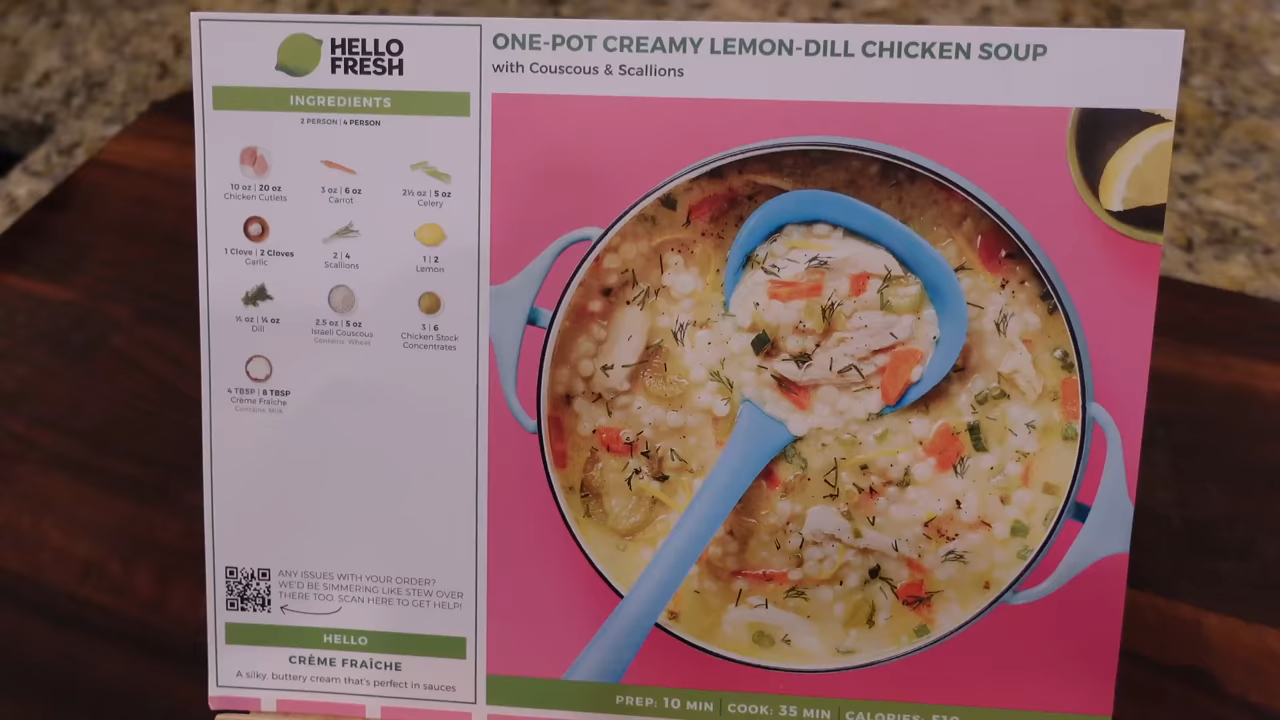 HELLO
FRESH
INGREDIENTS
2 PERSON | 4 PERSON
10 oz | 20 oz
Chicken Cutlets
3 oz | 6 oz
Carrot
2½ oz | 5 oz
Celery
1 Clove | 2 Cloves
Garlic
2 | 4
Scallions
1 | 2
Lemon
¼ oz | ¼ oz
Dill
2.5 oz | 5 oz
Israeli Couscous
Contains: Wheat
3 | 6
Chicken Stock
Concentrates
4 TBSP | 8 TBSP
Crème Fraîche
Contains: Milk
ANY ISSUES WITH YOUR ORDER?
WE'D BE SIMMERING LIKE STEW OVER
THERE TOO. SCAN HERE TO GET HELP!
HELLO
CRÈME FRAÎCHE
A silky, buttery cream that's perfect in sauces
ONE-POT CREAMY LEMON-DILL CHICKEN SOUP
with Couscous & Scallions
PREP: 10 MIN | COOK: 35 MIN | CALORIES: